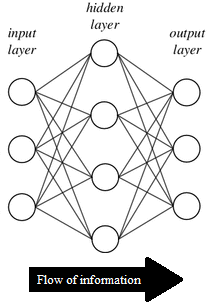 hidden
layer
input
layer
output
layer
Flow of information